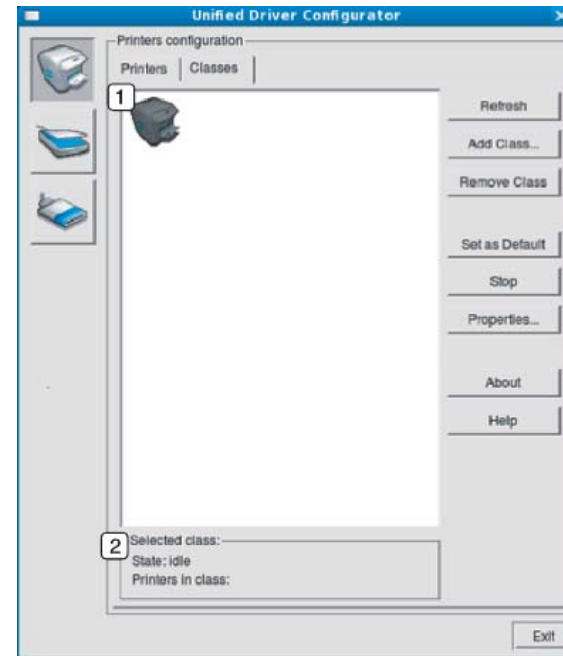 Unified Driver Configurator
Printers configuration
Printers Classes
1
Refresh
Add Class...
Remove Class
Set as Default
Stop
Properties...
About
Help
2
Selected class:
State: idle
Printers in class:
Exit